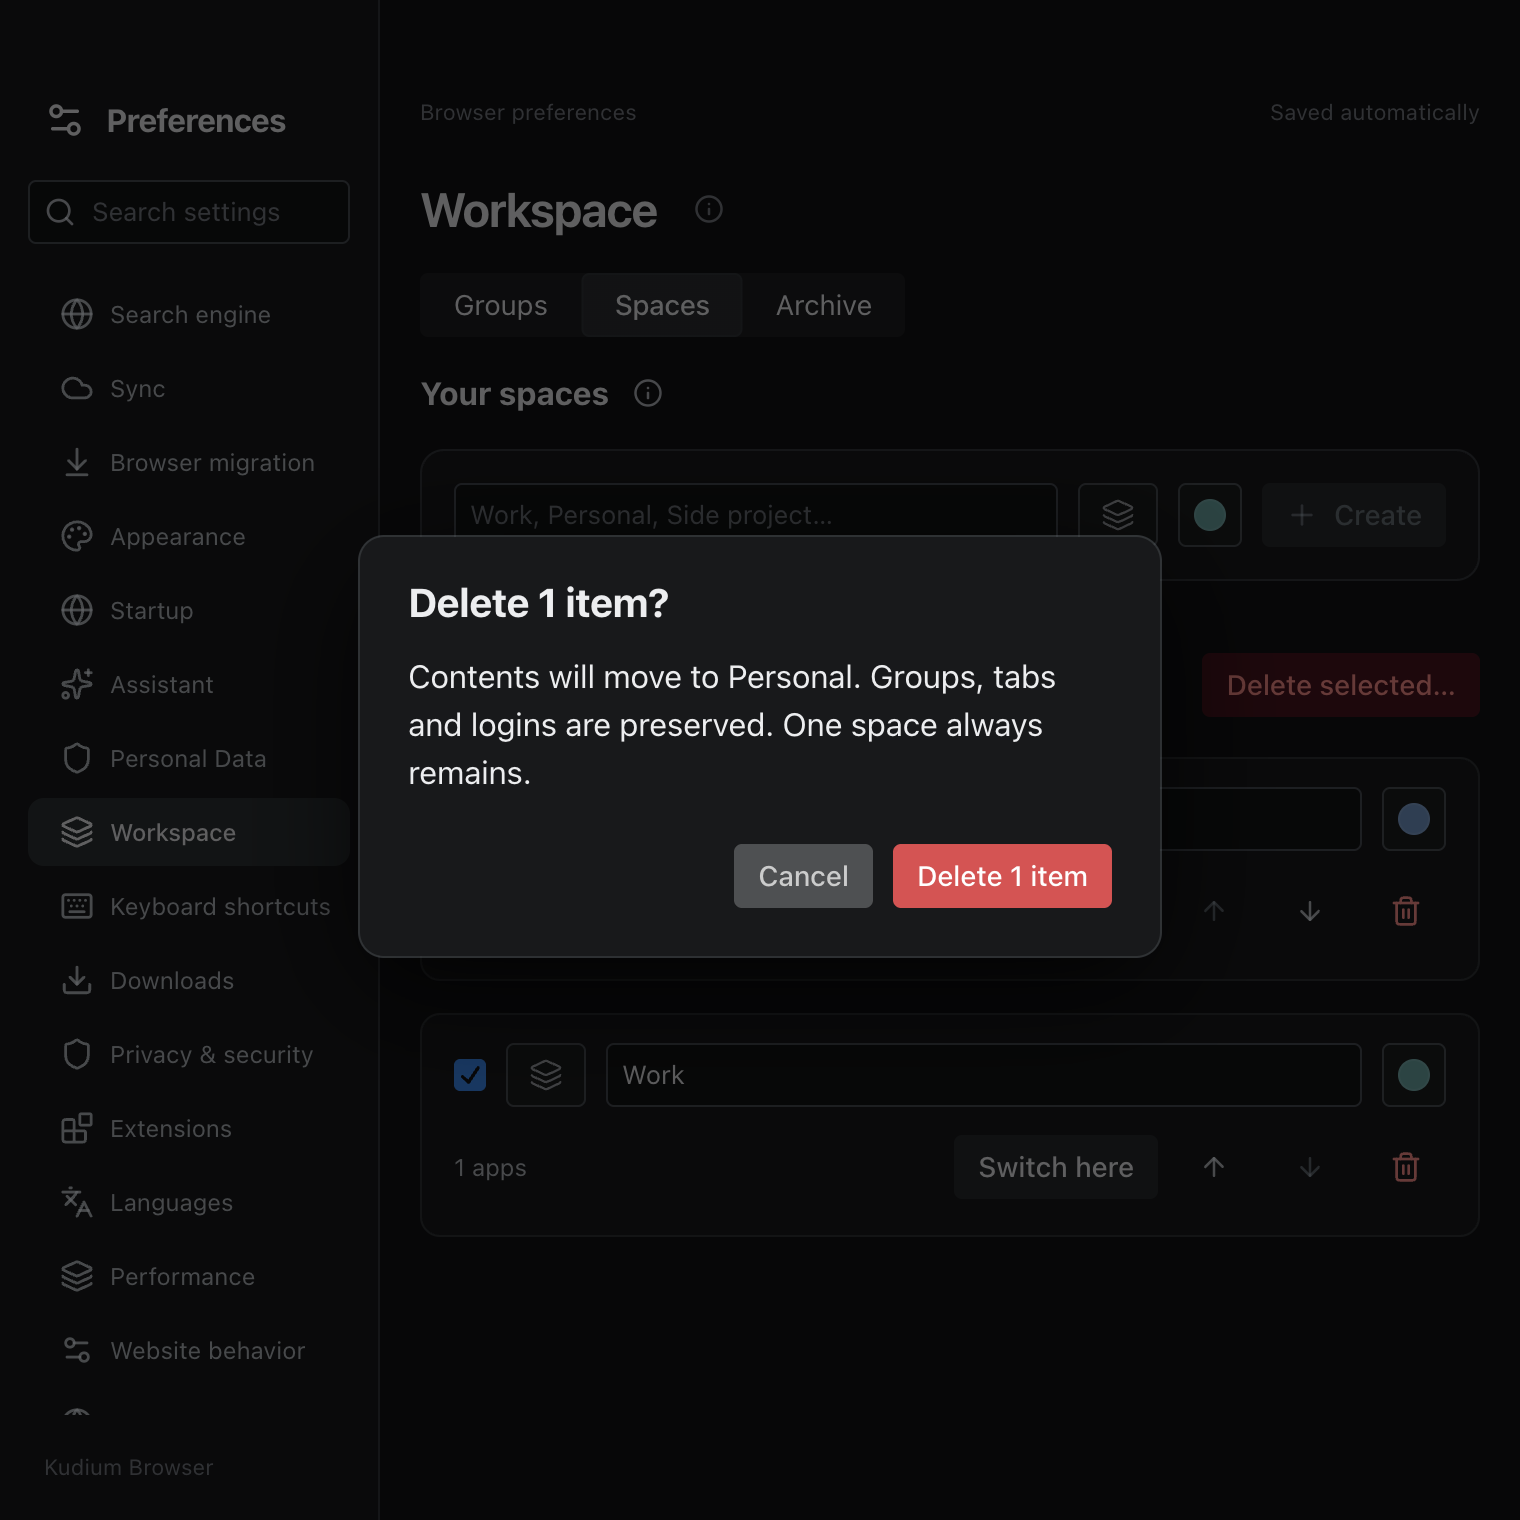 Preferences
Search settings
Search engine
Sync
Browser migration
Appearance
Startup
Assistant
Personal Data
Workspace
Keyboard shortcuts
Downloads
Privacy & security
Extensions
Languages
Performance
Website behavior
Kudium Browser
Browser preferences
Saved automatically
Workspace
Groups
Spaces
Archive
Your spaces
Work, Personal, Side project...
Create
Delete selected...
Delete 1 item?
Contents will move to Personal. Groups, tabs
and logins are preserved. One space always
remains.
Cancel
Delete 1 item
Work
1 apps
Switch here